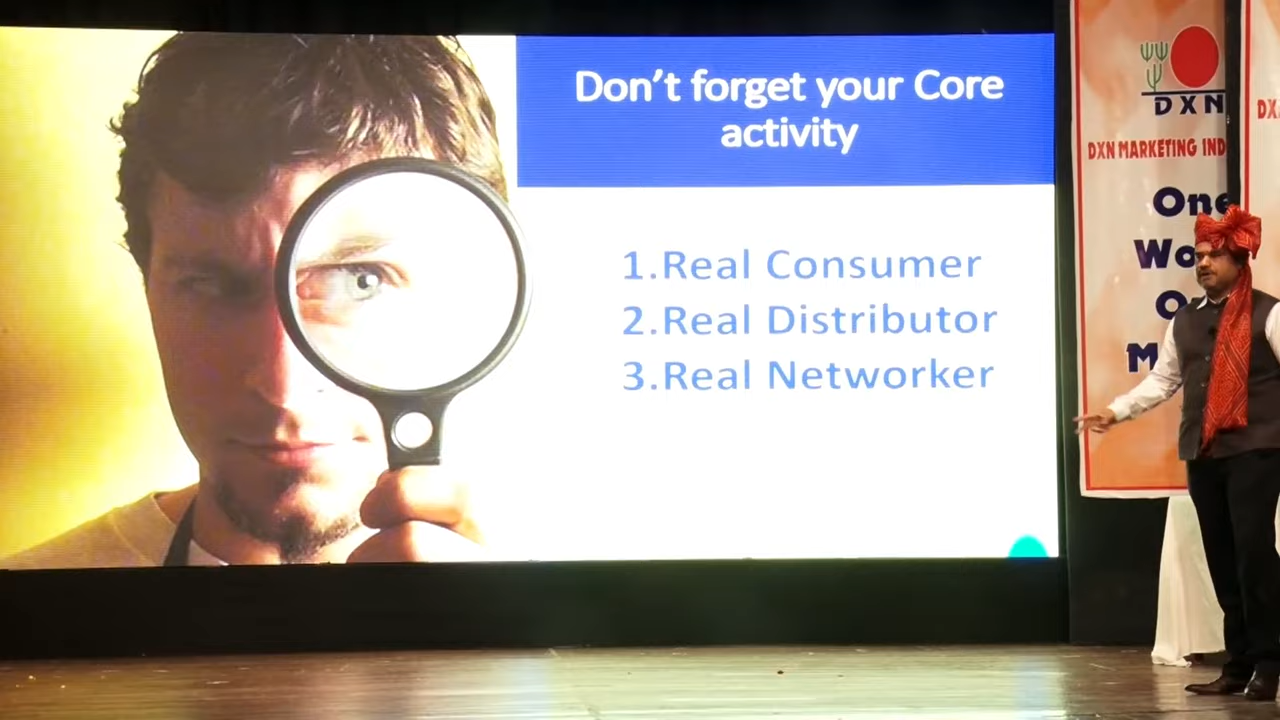 Don't forget your Core
activity
1.Real Consumer
2.Real Distributor
3.Real Networker
DXN
DXN MARKETING IND
One
DX